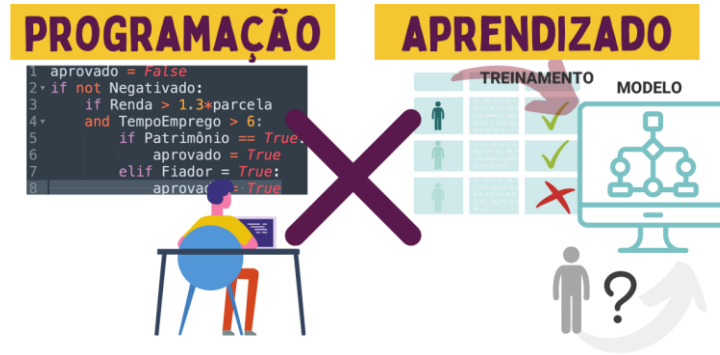 PROGRAMAÇÃO
1 aprovado = False
2 if not Negativado:
3 if Renda > 1.3*parcela
4 and TempoEmprego > 6:
5 if Patrimônio == True:
6 aprovado = True
7 elif Fiador = True:
8 aprovado = True
APRENDIZADO
TREINAMENTO
MODELO
?